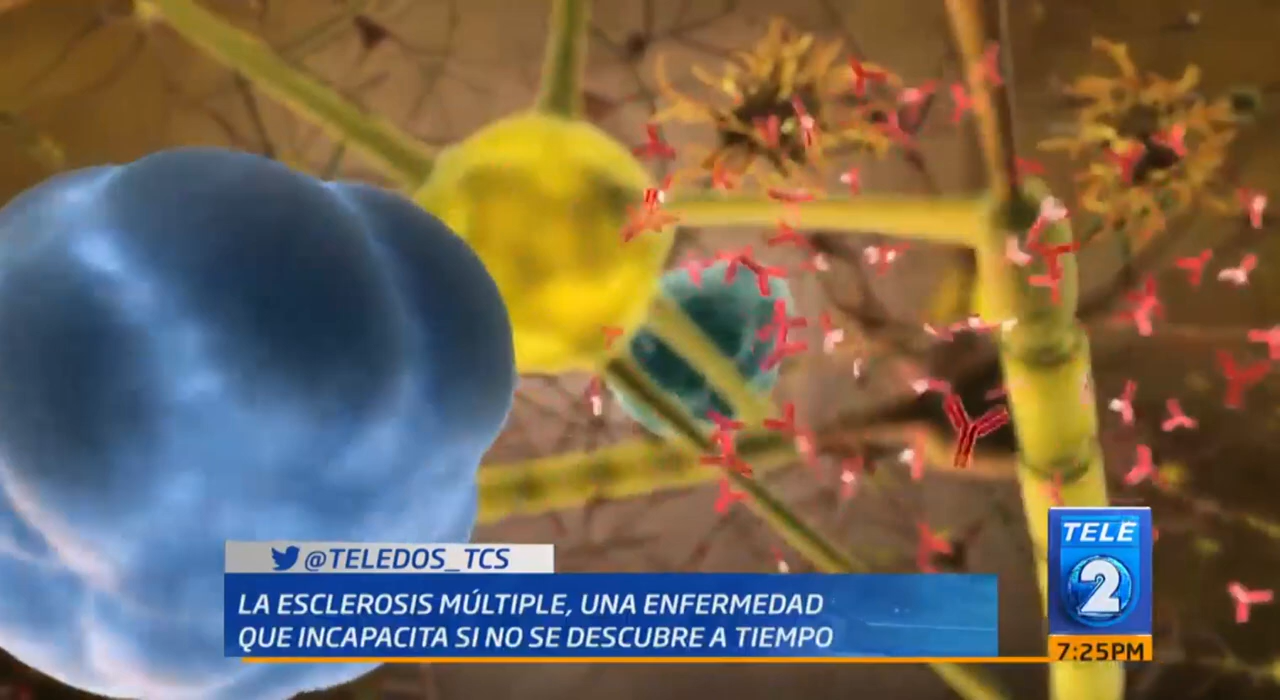 @TELEDOS_TCS
LA ESCLEROSIS MÚLTIPLE, UNA ENFERMEDAD
QUE INCAPACITA SI NO SE DESCUBRE A TIEMPO
TELE
2
7:25PM